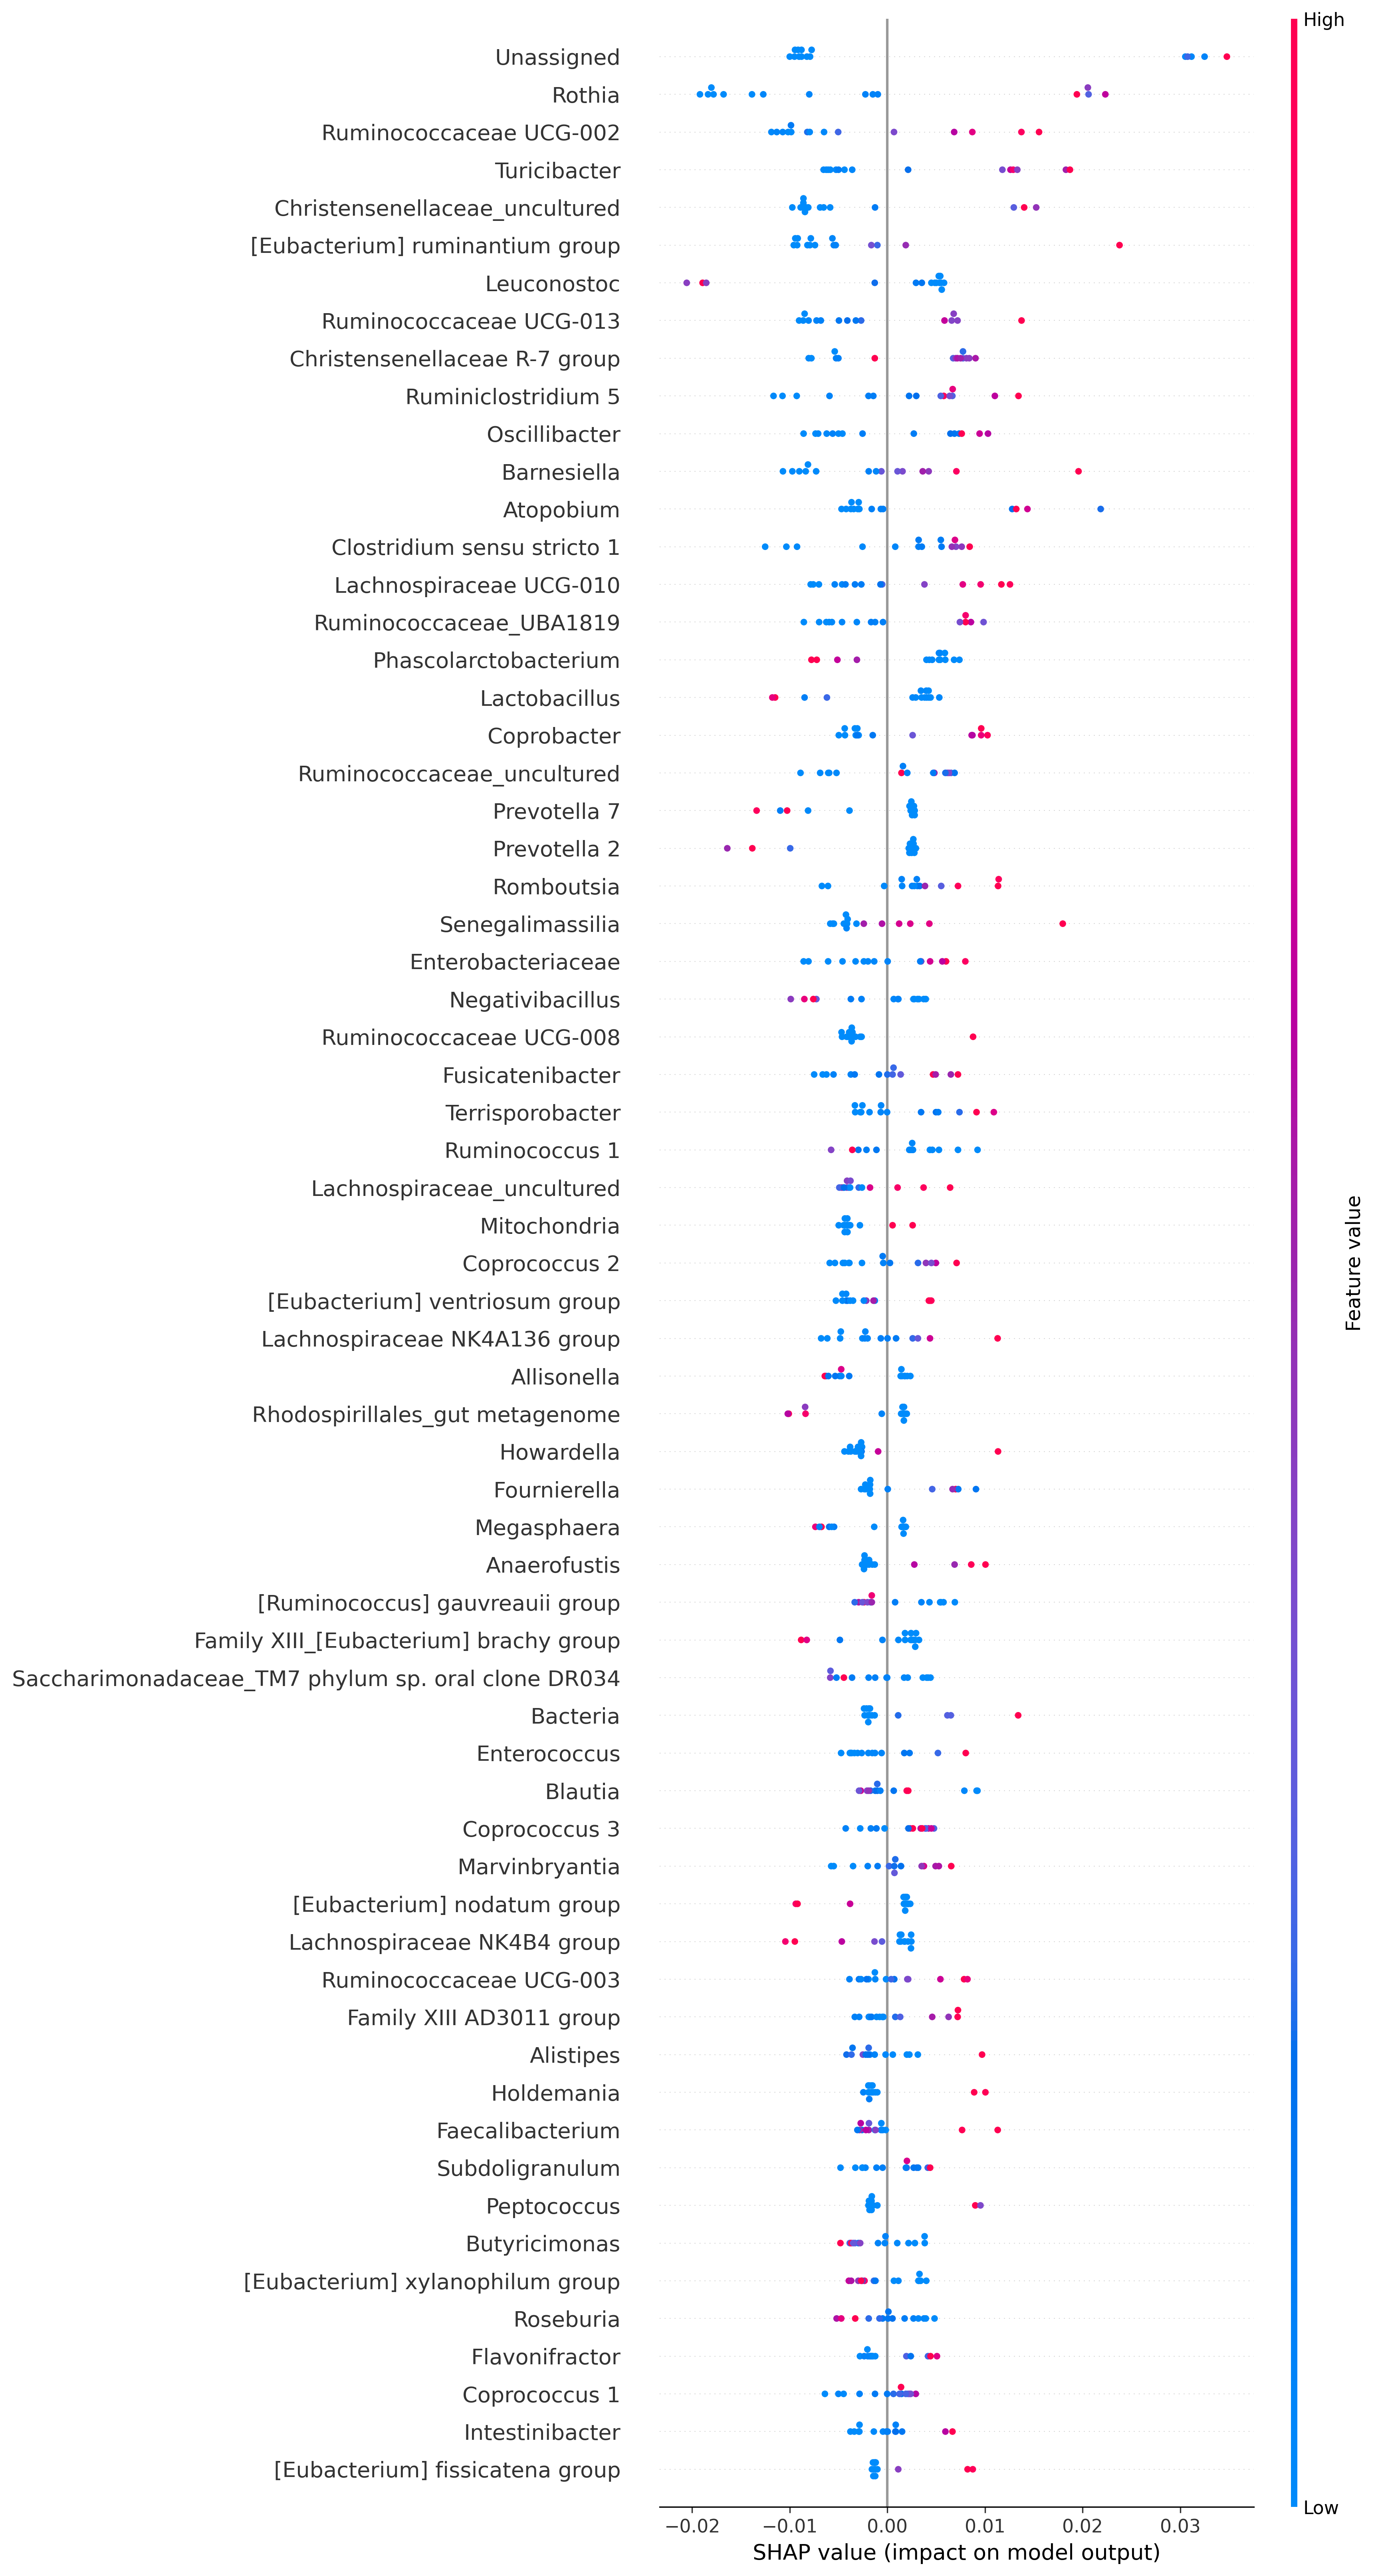 High
Unassigned
Rothia
Ruminococcaceae UCG-002
Turicibacter
Christensenellaceae_uncultured
[Eubacterium] ruminantium group
Leuconostoc
Ruminococcaceae UCG-013
Christensenellaceae R-7 group
Ruminiclostridium 5
Oscillibacter
Barnesiella
Atopobium
Clostridium sensu stricto 1
Lachnospiraceae UCG-010
Ruminococcaceae_UBA1819
Phascolarctobacterium
Lactobacillus
Coprobacter
Ruminococcaceae_uncultured
Prevotella 7
Prevotella 2
Romboutsia
Senegalimassilia
Enterobacteriaceae
Negativibacillus
Ruminococcaceae UCG-008
Fusicatenibacter
Terrisporobacter
Ruminococcus 1
Lachnospiraceae_uncultured
Mitochondria
Coprococcus 2
[Eubacterium] ventriosum group
Lachnospiraceae NK4A136 group
Allisonella
Rhodospirillales_gut metagenome
Howardella
Fournierella
Megasphaera
Anaerofustis
[Ruminococcus] gauvreauii group
Family XIII_[Eubacterium] brachy group
Saccharimonadaceae_TM7 phylum sp. oral clone DR034
Bacteria
Enterococcus
Blautia
Coprococcus 3
Marvinbryantia
[Eubacterium] nodatum group
Lachnospiraceae NK4B4 group
Ruminococcaceae UCG-003
Family XIII AD3011 group
Alistipes
Holdemania
Faecalibacterium
Subdoligranulum
Peptococcus
Butyricimonas
[Eubacterium] xylanophilum group
Roseburia
Flavonifractor
Coprococcus 1
Intestinibacter
[Eubacterium] fissicatena group
Feature value
Low
−0.02 −0.01 0.00 0.01 0.02 0.03
SHAP value (impact on model output)